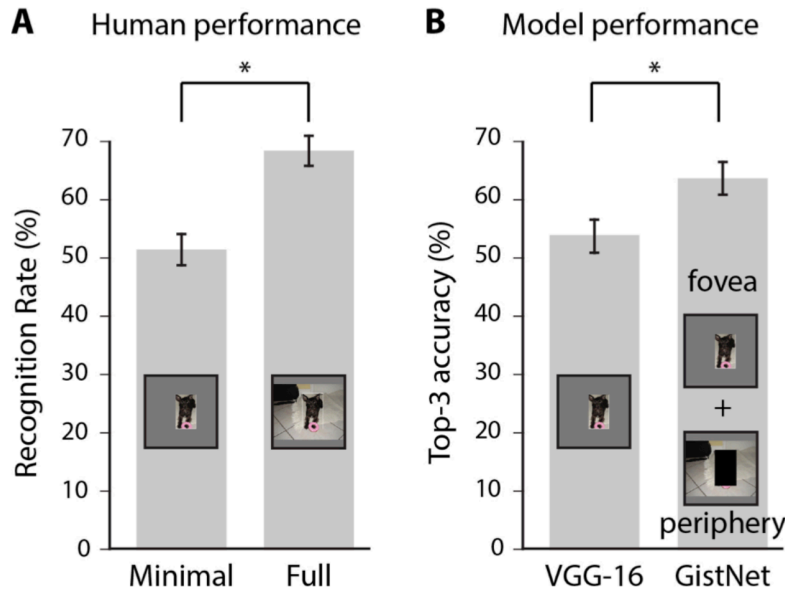 A Human performance
*
70
60
50
40
30
20
10
0
Recognition Rate (%)
Minimal Full
B Model performance
*
70
60
50
40
30
20
10
0
Top-3 accuracy (%)
fovea
+
periphery
VGG-16 GistNet